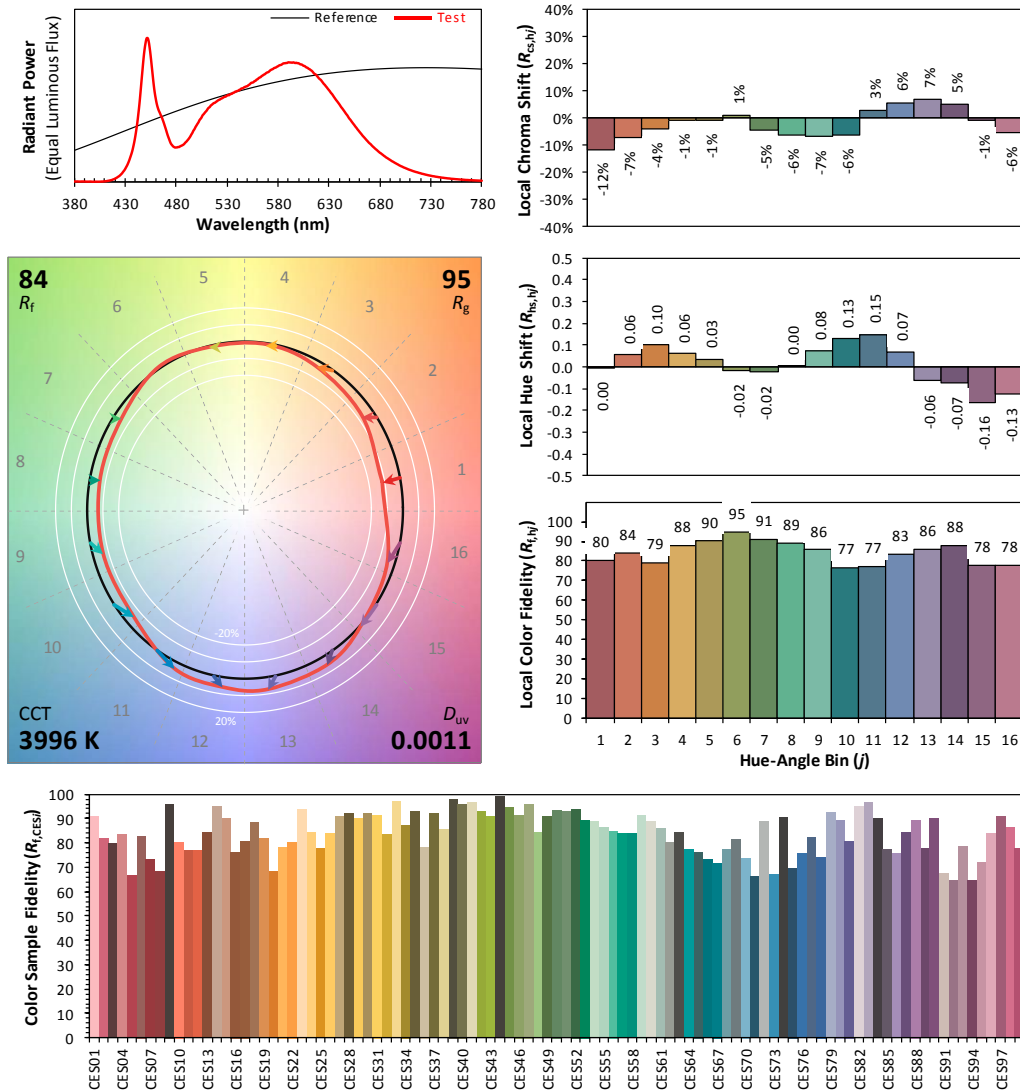 Reference Test
Radiant Power
(Equal Luminous Flux)
380 430 480 530 580 630 680 730 780
Wavelength (nm)
Local Chroma Shift (Rcs,hj)
40%
30%
20%
10%
0%
-10%
-20%
-30%
-40%
-12% -7% -4% -1% -1% 1% -5% -6% -7% -6% 3% 6% 7% 5% -1% -6%
84
Rf
95
Rg
5 4
6 3
7 2
8 1
9 16
10 15
11 14
12 13
-20%
20%
CCT
3996 K
Duv
0.0011
Local Hue Shift (Rhs,hj)
0.5
0.4
0.3
0.2
0.1
0.0
-0.1
-0.2
-0.3
-0.4
-0.5
0.00 0.06 0.10 0.06 0.03 -0.02 -0.02 0.00 0.08 0.13 0.15 0.07 -0.06 -0.07 -0.16 -0.13
Local Color Fidelity (Rf,hj)
100
90
80
70
60
50
40
30
20
10
0
80 84 79 88 90 95 91 89 86 77 77 83 86 88 78 78
1 2 3 4 5 6 7 8 9 10 11 12 13 14 15 16
Hue-Angle Bin (j)
Color Sample Fidelity (Rf,CESi)
100
90
80
70
60
50
40
30
20
10
0
CES01 CES04 CES07 CES10 CES13 CES16 CES19 CES22 CES25 CES28 CES31 CES34 CES37 CES40 CES43 CES46 CES49 CES52 CES55 CES58 CES61 CES64 CES67 CES70 CES73 CES76 CES79 CES82 CES85 CES88 CES91 CES94 CES97